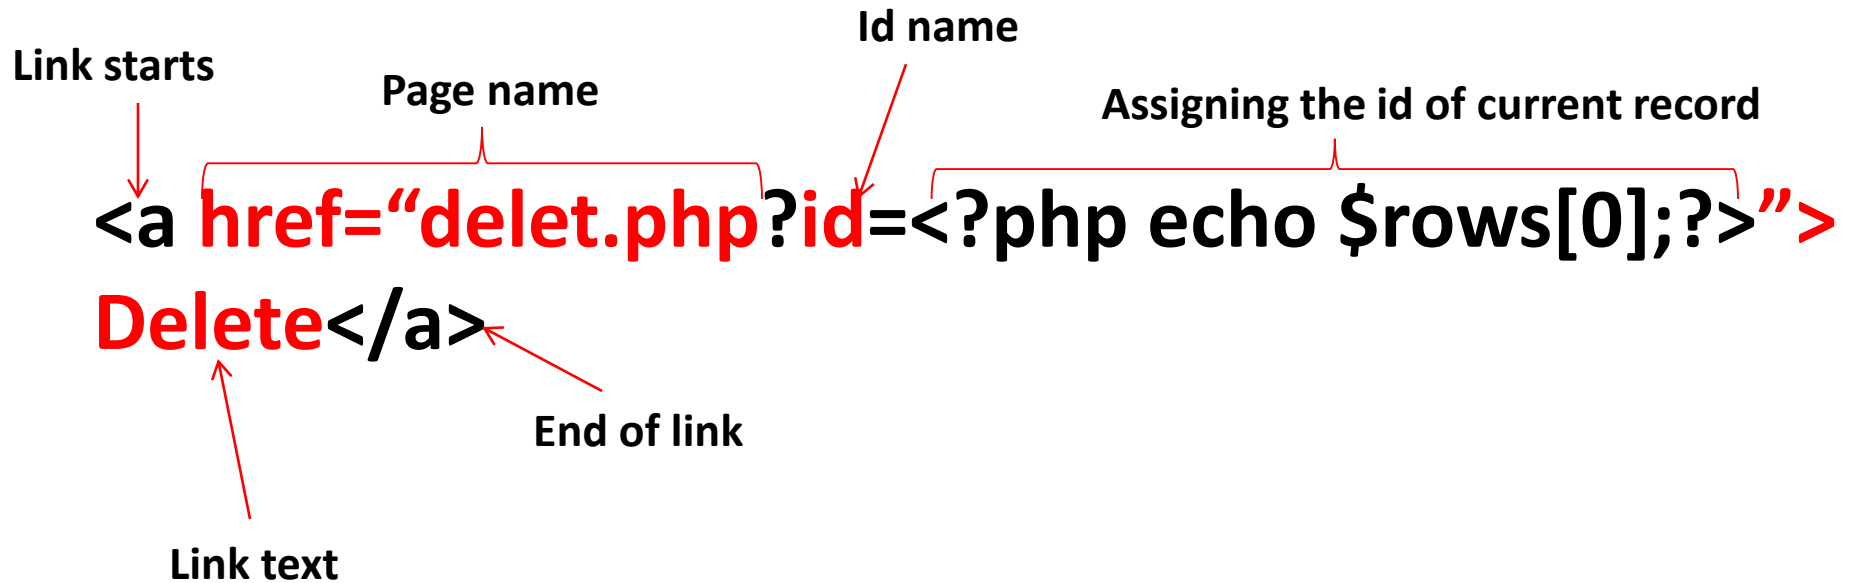 Id name
Link starts
Page name
Assigning the id of current record
<a href=“delet.php?id=<?php echo $rows[0];?>”>
Delete</a>
End of link
Link text